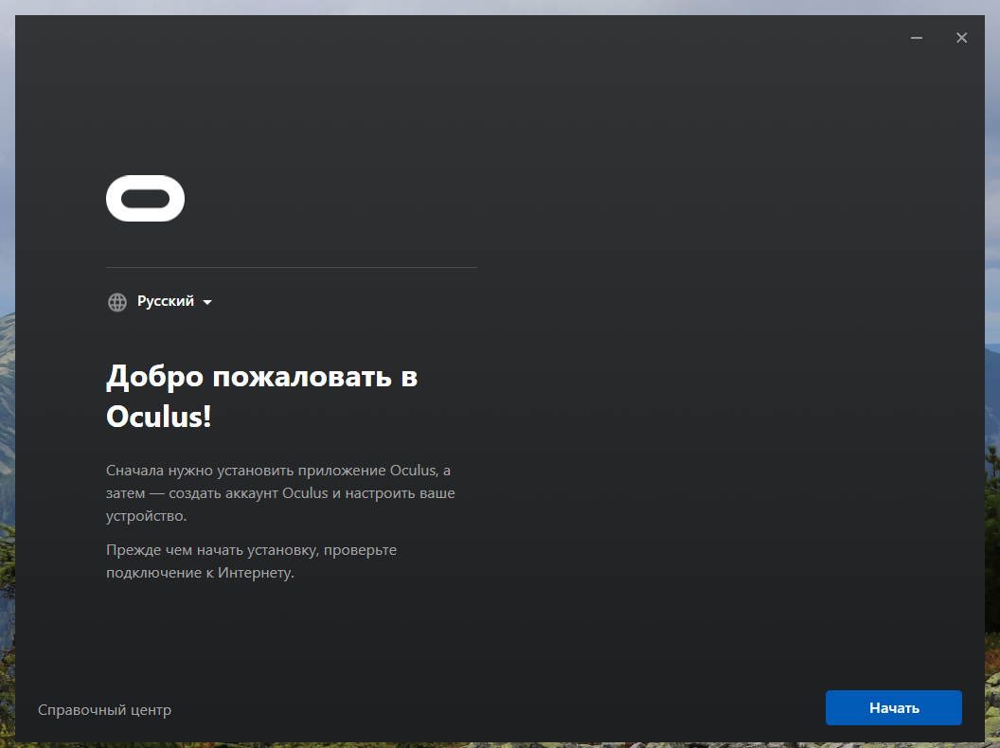 Русский
Добро пожаловать в
Oculus!
Сначала нужно установить приложение Oculus, а
затем — создать аккаунт Oculus и настроить ваше
устройство.
Прежде чем начать установку, проверьте
подключение к Интернету.
Справочный центр
Начать